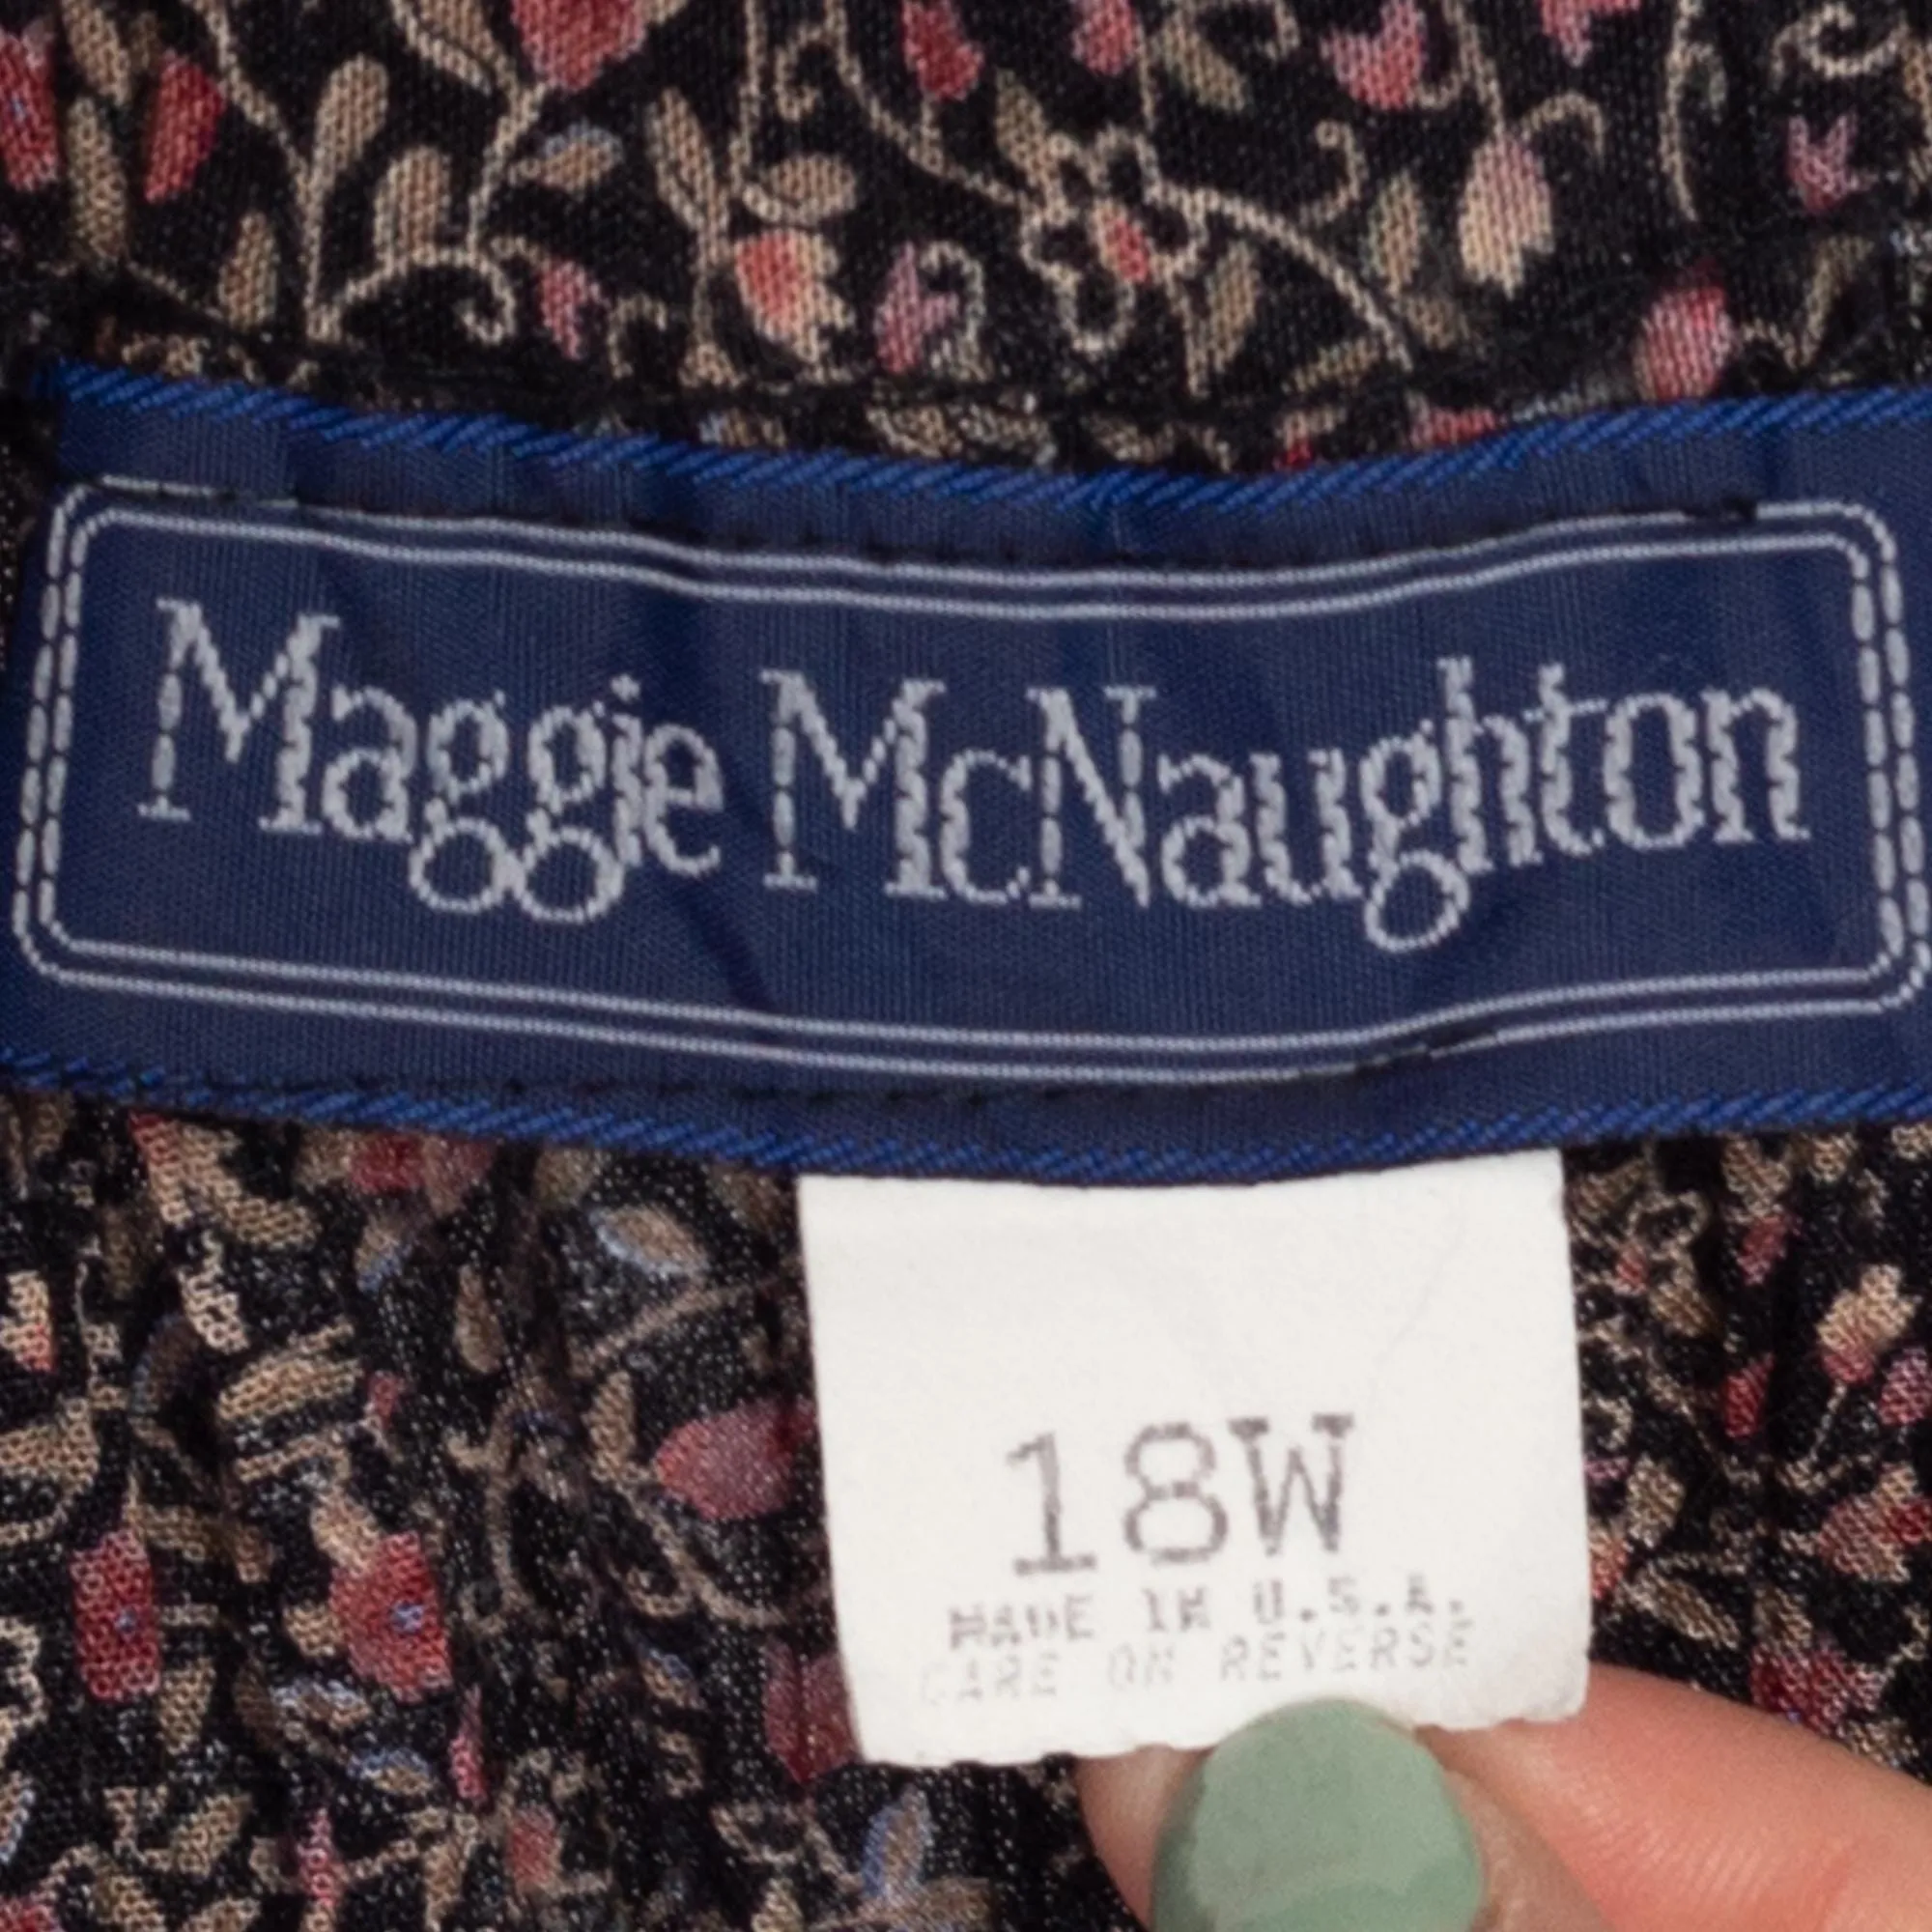 Maggie McNaughton
18W
MADE IN U.S.A.
CARE ON REVERSE